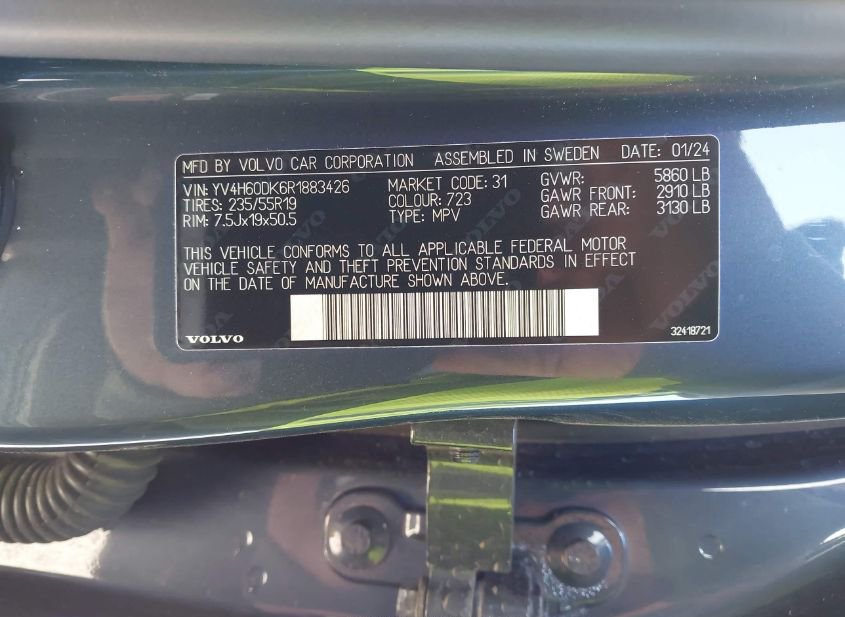 MFD BY VOLVO CAR CORPORATION ASSEMBLED IN SWEDEN DATE: 01/24
VIN: YV4H60DK6R1883426 MARKET CODE: 31 GVWR: 5860 LB
TIRES: 235/55R19 COLOUR: 723 GAWR FRONT: 2910 LB
RIM: 7.5Jx19x50.5 TYPE: MPV GAWR REAR: 3130 LB
THIS VEHICLE CONFORMS TO ALL APPLICABLE FEDERAL MOTOR
VEHICLE SAFETY AND THEFT PREVENTION STANDARDS IN EFFECT
ON THE DATE OF MANUFACTURE SHOWN ABOVE.
VOLVO 32418721